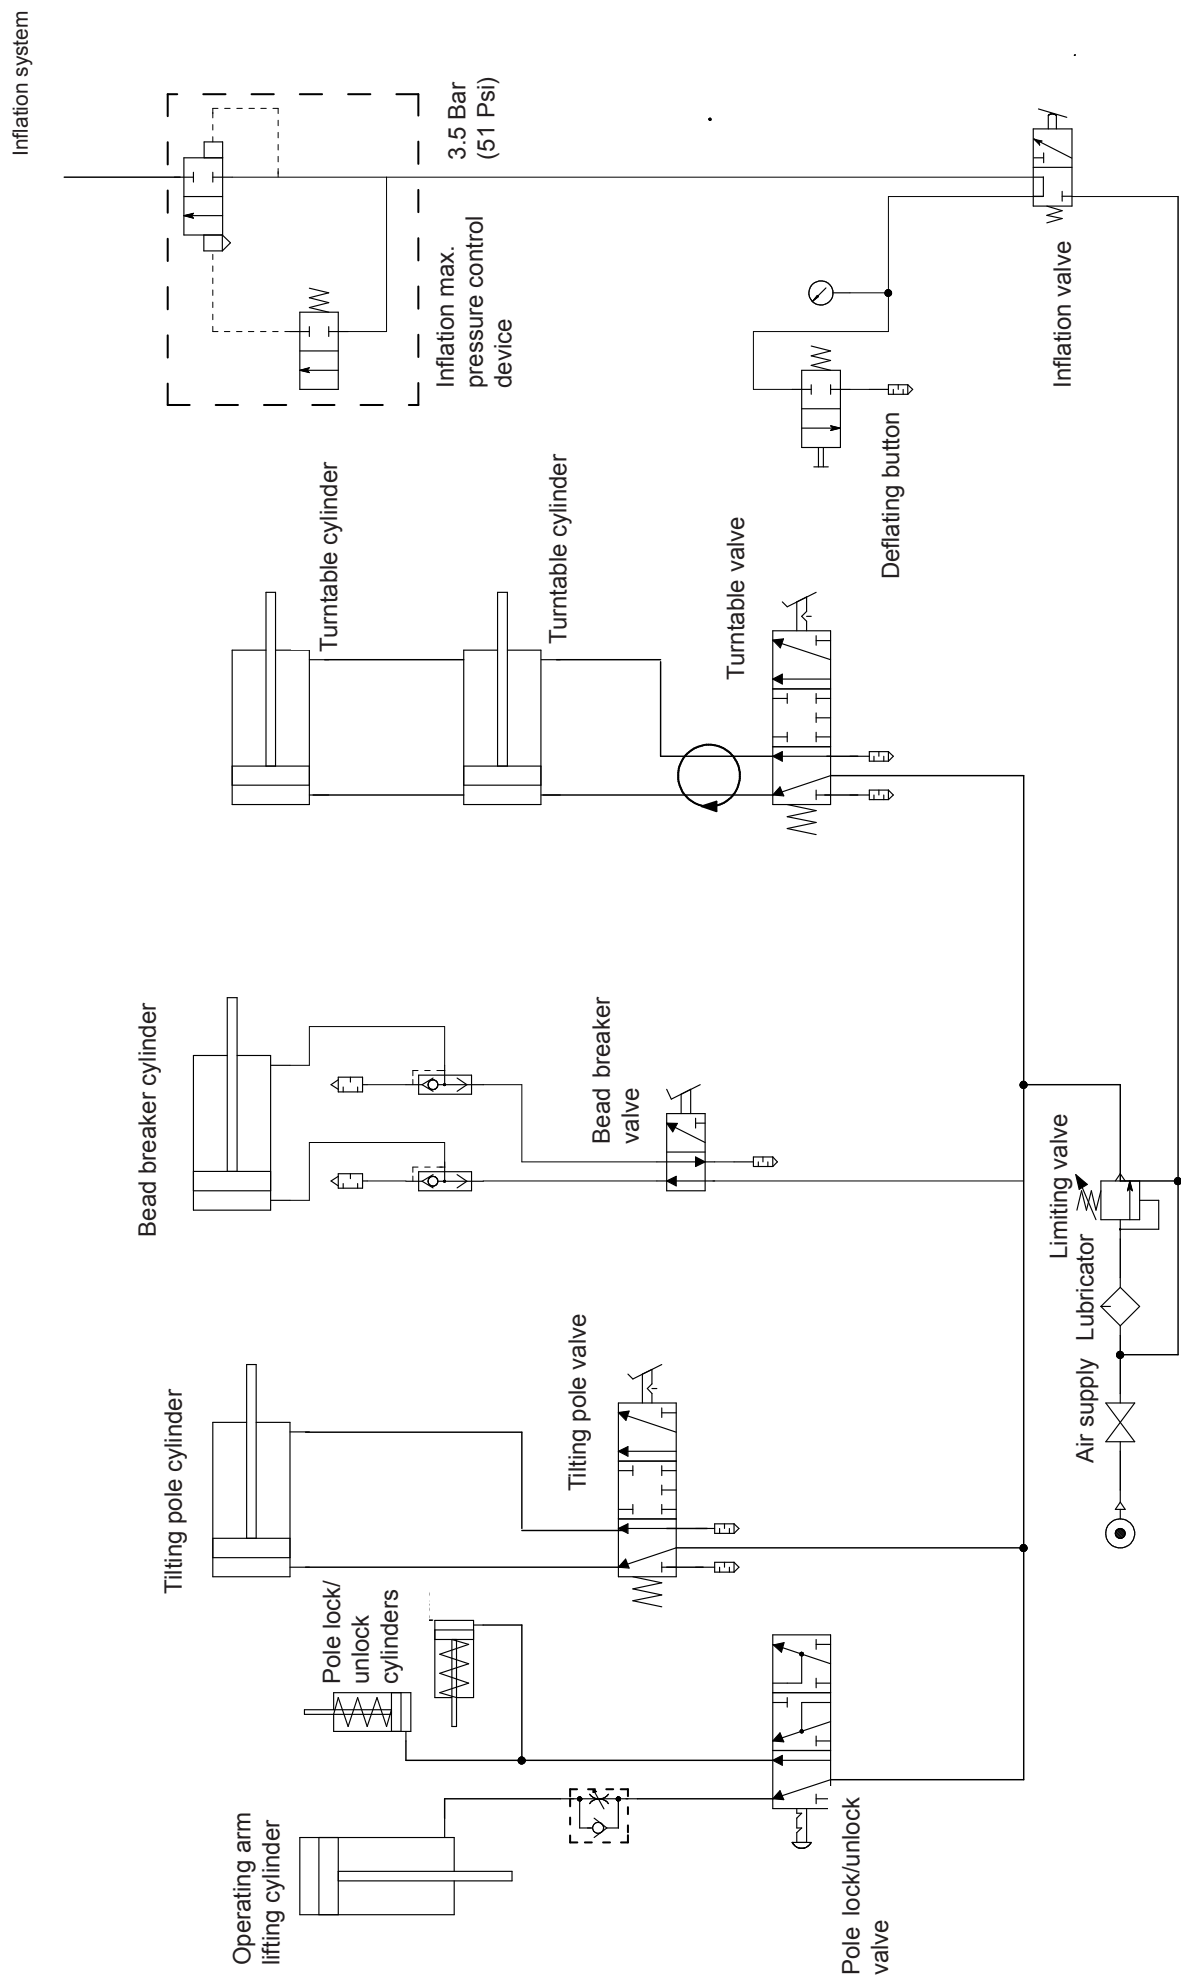 Operating arm
lifting cylinder
Pole lock/
unlock
cylinders
Pole lock/unlock
valve
Tilting pole cylinder
Tilting pole valve
Bead breaker cylinder
Bead breaker
valve
Air supply
Lubricator
Limiting valve
Turntable cylinder
Turntable cylinder
Turntable valve
Deflating button
Inflation max.
pressure control
device
3.5 Bar
(51 Psi)
Inflation valve
Inflation system